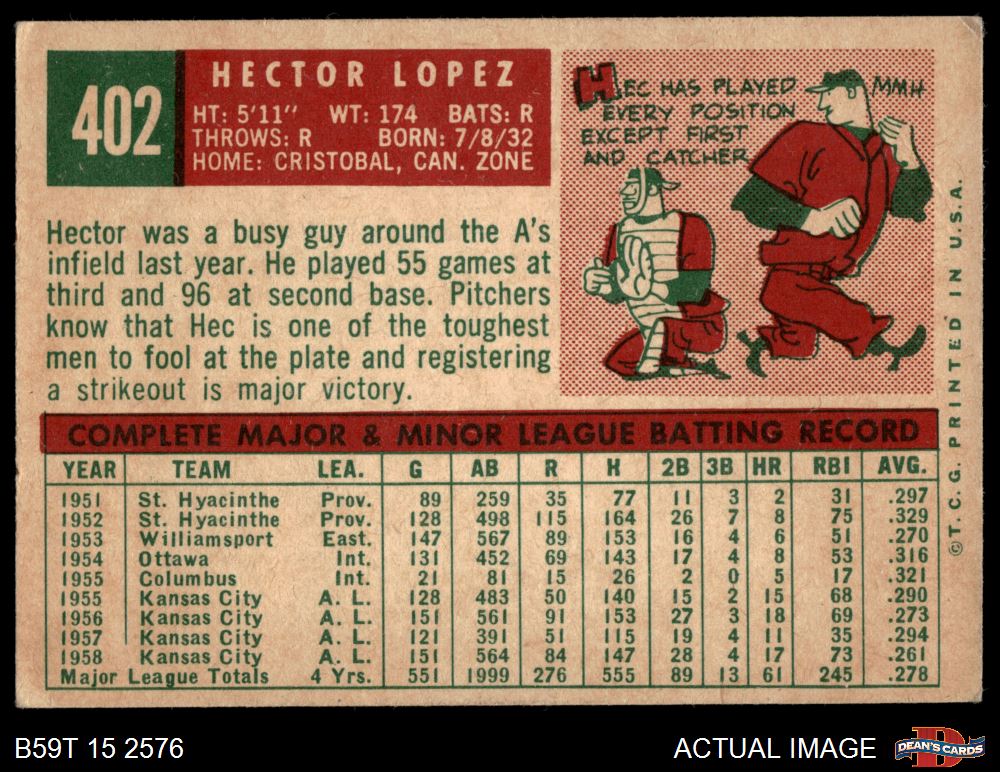 402
HECTOR LOPEZ
HT: 5'11" WT: 174 BATS: R
THROWS: R BORN: 7/8/32
HOME: CRISTOBAL, CAN. ZONE
HEC HAS PLAYED
EVERY POSITION
EXCEPT FIRST
AND CATCHER
MMH
Hector was a busy guy around the A's
infield last year. He played 55 games at
third and 96 at second base. Pitchers
know that Hec is one of the toughest
men to fool at the plate and registering
a strikeout is major victory.
COMPLETE MAJOR & MINOR LEAGUE BATTING RECORD
YEAR TEAM LEA. G AB R H 2B 3B HR RBI AVG.
1951 St. Hyacinthe Prov. 89 259 35 77 11 3 2 31 .297
1952 St. Hyacinthe Prov. 128 498 115 164 26 7 8 75 .329
1953 Williamsport East. 147 567 89 153 16 4 6 51 .270
1954 Ottawa Int. 131 452 69 143 17 4 8 53 .316
1955 Columbus Int. 21 81 15 26 2 0 5 17 .321
1955 Kansas City A. L. 128 483 50 140 15 2 15 68 .290
1956 Kansas City A. L. 151 561 91 153 27 3 18 69 .273
1957 Kansas City A. L. 121 391 51 115 19 4 11 35 .294
1958 Kansas City A. L. 151 564 84 147 28 4 17 73 .261
Major League Totals 4 Yrs. 551 1999 276 555 89 13 61 245 .278
© T. C. G. PRINTED IN U.S.A.
B59T 15 2576
ACTUAL IMAGE
DEAN'S CARDS